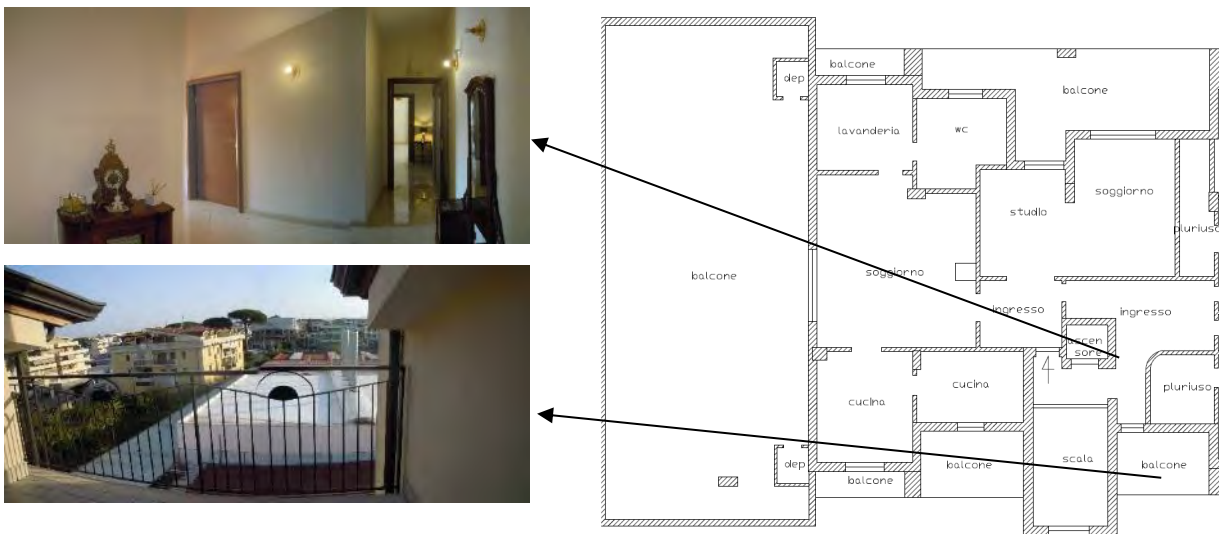 balcone
dep
balcone
lavanderia
wc
soggiorno
studio
pluriuso
balcone
soggiorno
ingresso
ingresso
ascen
sore
4
pluriuso
cucina
cucina
dep
balcone
scala
balcone
balcone